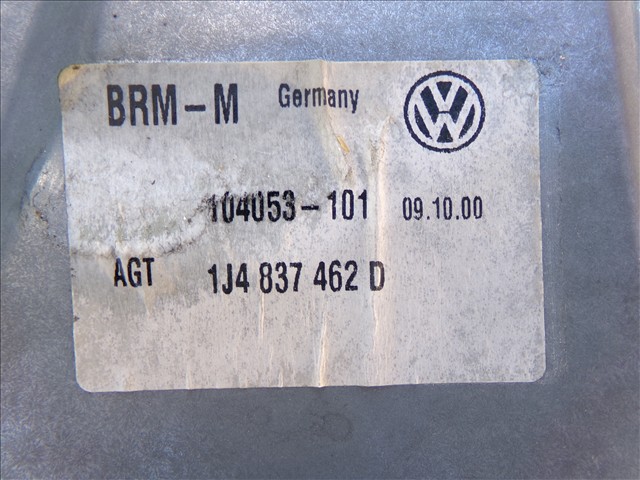 BRM-M Germany
104053-101 09.10.00
AGT 1J4 837 462 D